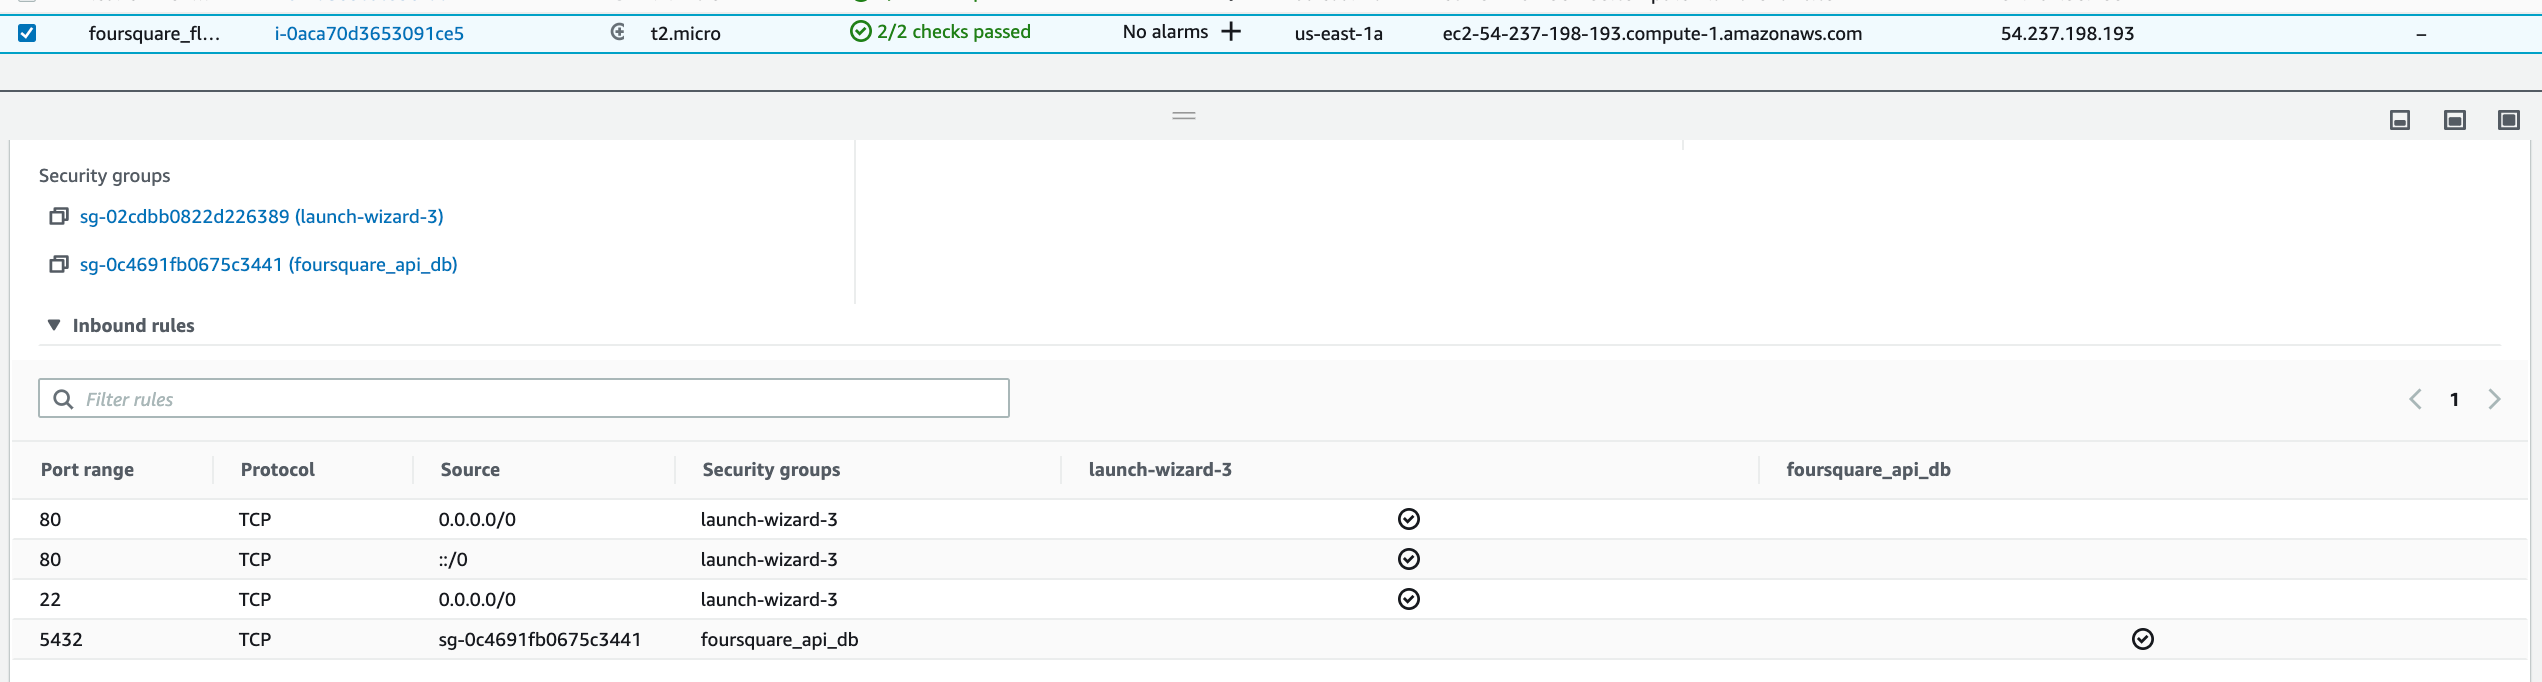 foursquare_fl... i-0aca70d3653091ce5 t2.micro 2/2 checks passed No alarms + us-east-1a ec2-54-237-198-193.compute-1.amazonaws.com 54.237.198.193 –
Security groups
sg-02cdbb0822d226389 (launch-wizard-3)
sg-0c4691fb0675c3441 (foursquare_api_db)
Inbound rules
Filter rules
1
Port range Protocol Source Security groups launch-wizard-3 foursquare_api_db
80 TCP 0.0.0.0/0 launch-wizard-3
80 TCP ::/0 launch-wizard-3
22 TCP 0.0.0.0/0 launch-wizard-3
5432 TCP sg-0c4691fb0675c3441 foursquare_api_db